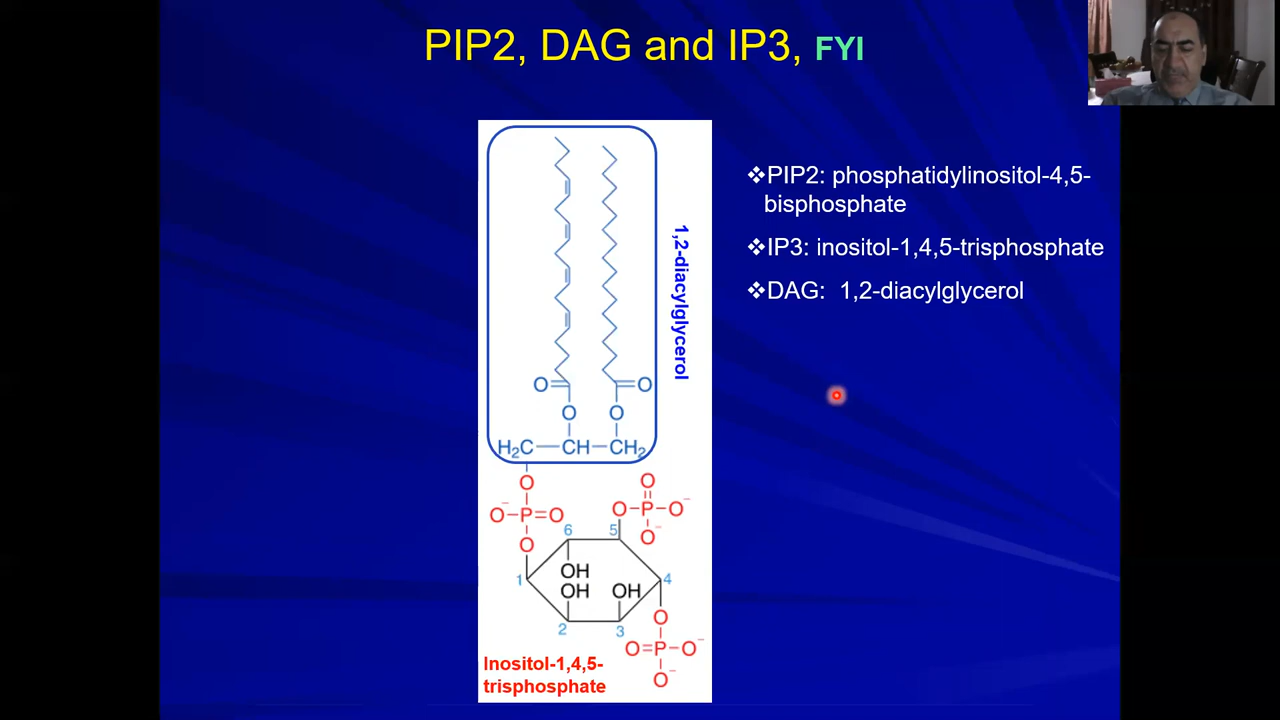 PIP2, DAG and IP3, FYI
❖PIP2: phosphatidylinositol-4,5-
bisphosphate
❖IP3: inositol-1,4,5-trisphosphate
❖DAG: 1,2-diacylglycerol
1,2-diacylglycerol
O O
O O
H₂C CH CH₂
O O
O⁻ P O O P O⁻
O O⁻
6 5
1 OH 4
OH OH
2 3 O
O P O⁻
O⁻
Inositol-1,4,5-
trisphosphate